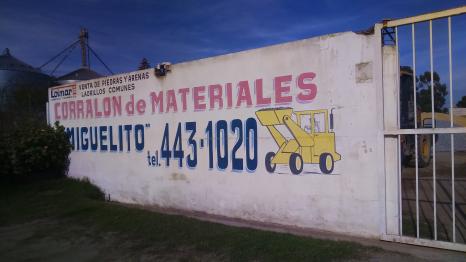 Loimar
VENTA DE PIEDRAS Y ARENAS
LADRILLOS COMUNES
CORRALON de MATERIALES
"MIGUELITO" tel. 443-1020